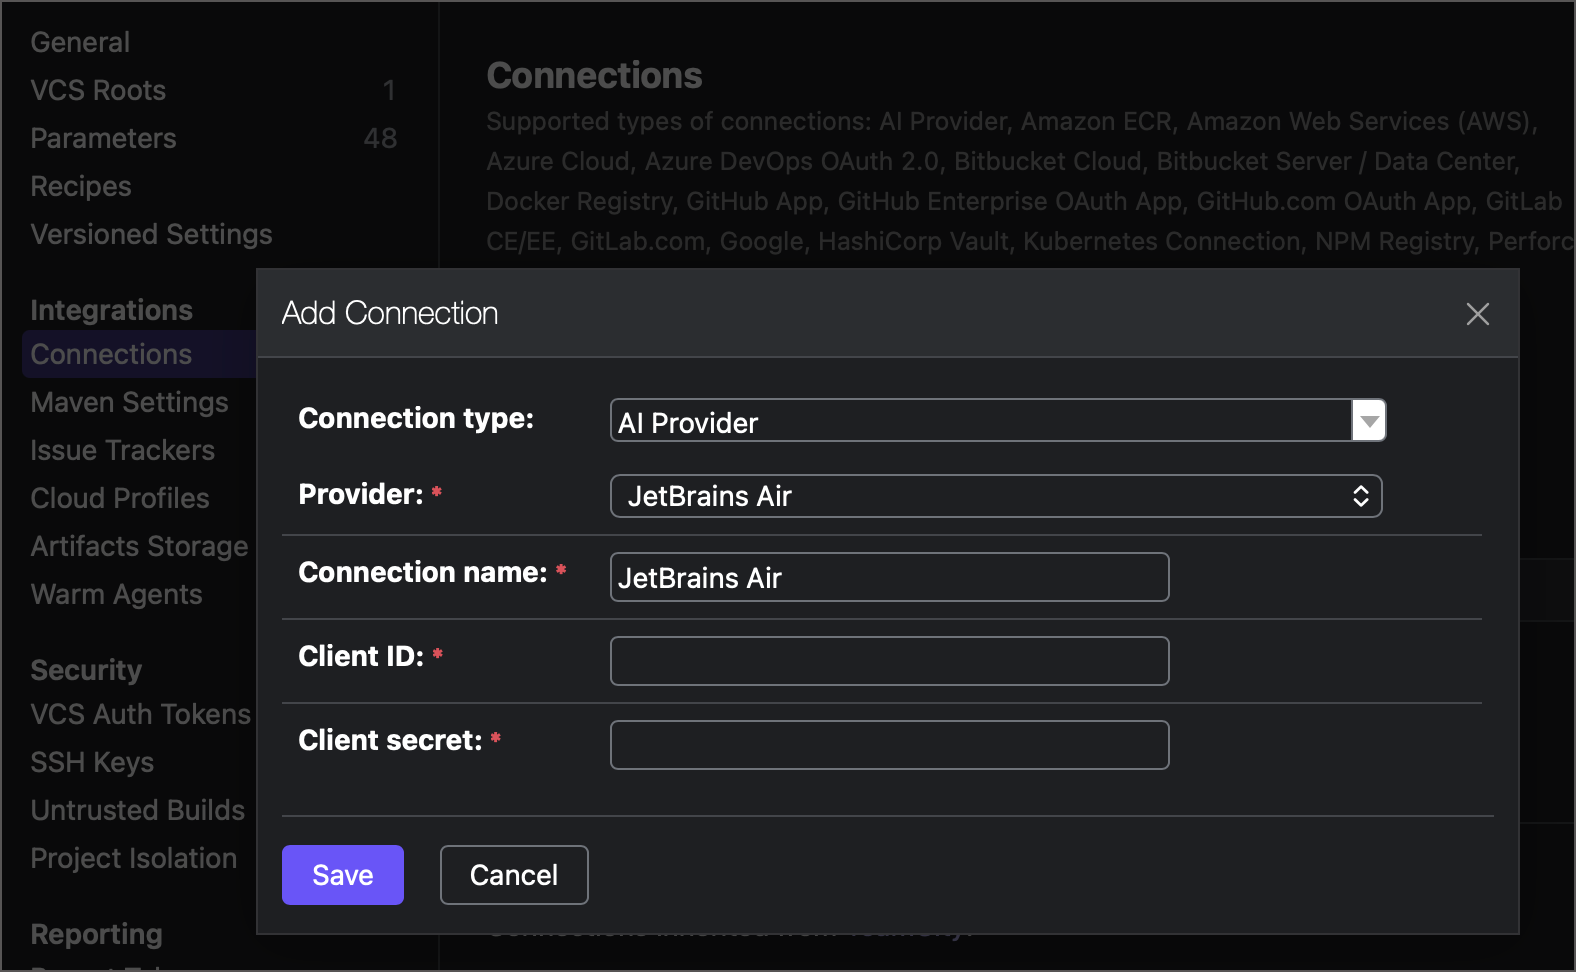 General
VCS Roots 1
Parameters 48
Recipes
Versioned Settings
Integrations
Connections
Maven Settings
Issue Trackers
Cloud Profiles
Artifacts Storage
Warm Agents
Security
VCS Auth Tokens
SSH Keys
Untrusted Builds
Project Isolation
Reporting
Connections
Supported types of connections: AI Provider, Amazon ECR, Amazon Web Services (AWS),
Azure Cloud, Azure DevOps OAuth 2.0, Bitbucket Cloud, Bitbucket Server / Data Center,
Docker Registry, GitHub App, GitHub Enterprise OAuth App, GitHub.com OAuth App, GitLab
CE/EE, GitLab.com, Google, HashiCorp Vault, Kubernetes Connection, NPM Registry, Perforc
Add Connection
Connection type: AI Provider
Provider: * JetBrains Air
Connection name: * JetBrains Air
Client ID: *
Client secret: *
Save Cancel